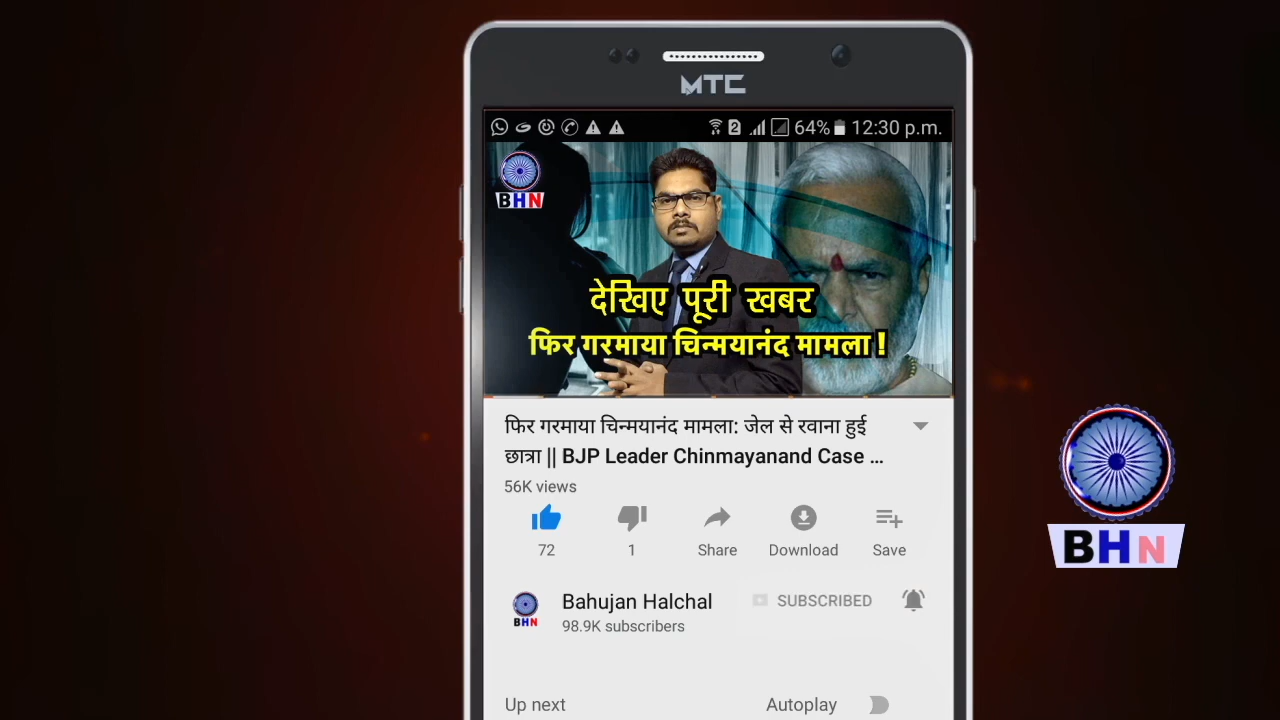 MTC
2 64% 12:30 p.m.
BHN
देखिए पूरी खबर
फिर गरमाया चिन्मयानंद मामला !
फिर गरमाया चिन्मयानंद मामला: जेल से रवाना हुई
छात्रा || BJP Leader Chinmayanand Case ...
56K views
72 1 Share Download Save
BHN
Bahujan Halchal SUBSCRIBED
98.9K subscribers
BHN
Up next Autoplay